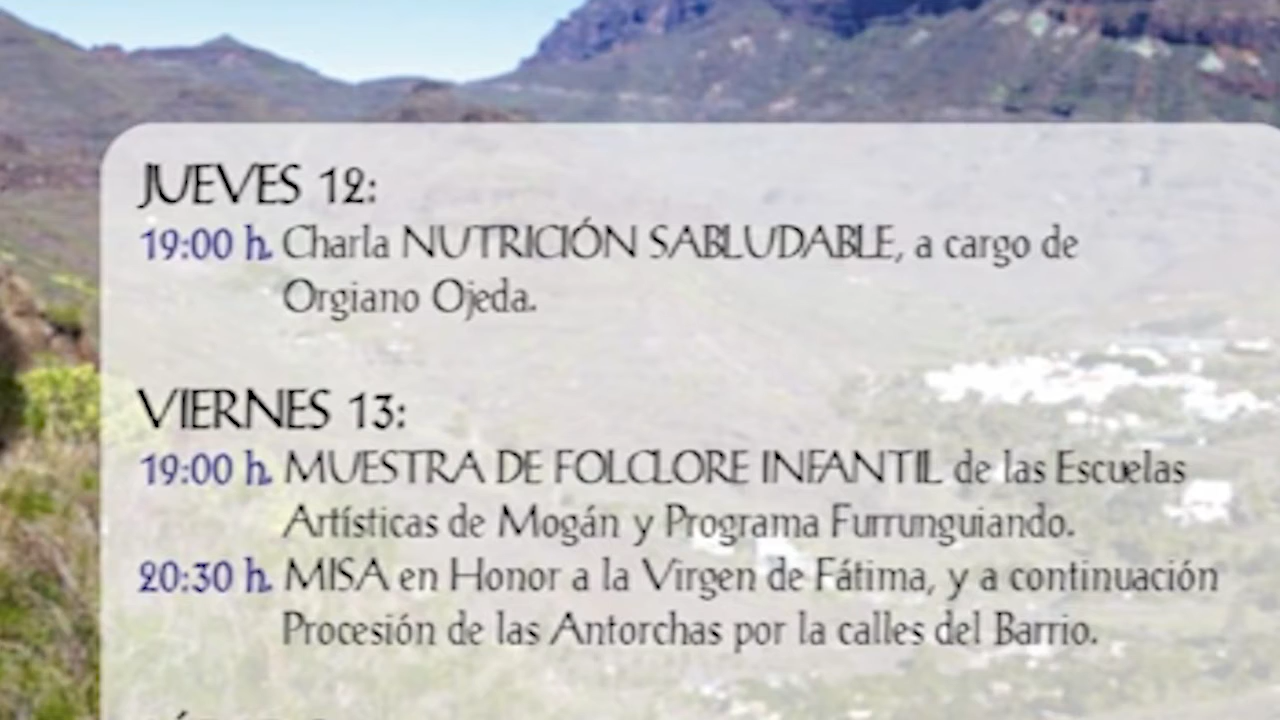 JUEVES 12:
19:00 h. Charla NUTRICIÓN SABLUDABLE, a cargo de
Orgiano Ojeda.
VIERNES 13:
19:00 h. MUESTRA DE FOLCLORE INFANTIL de las Escuelas
Artísticas de Mogán y Programa Furrunguiando.
20:30 h. MISA en Honor a la Virgen de Fátima, y a continuación
Procesión de las Antorchas por la calles del Barrio.